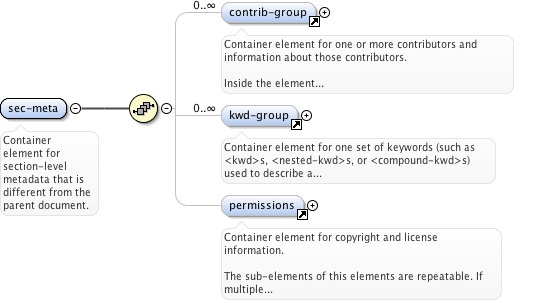 0..∞
contrib-group
Container element for one or more contributors and
information about those contributors.
Inside the element...
sec-meta
Container
element for
section-level
metadata that is
different from the
parent document.
0..∞
kwd-group
Container element for one set of keywords (such as
<kwd>s, <nested-kwd>s, or <compound-kwd>s)
used to describe a...
permissions
Container element for copyright and license
information.
The sub-elements of this elements are repeatable. If
multiple...